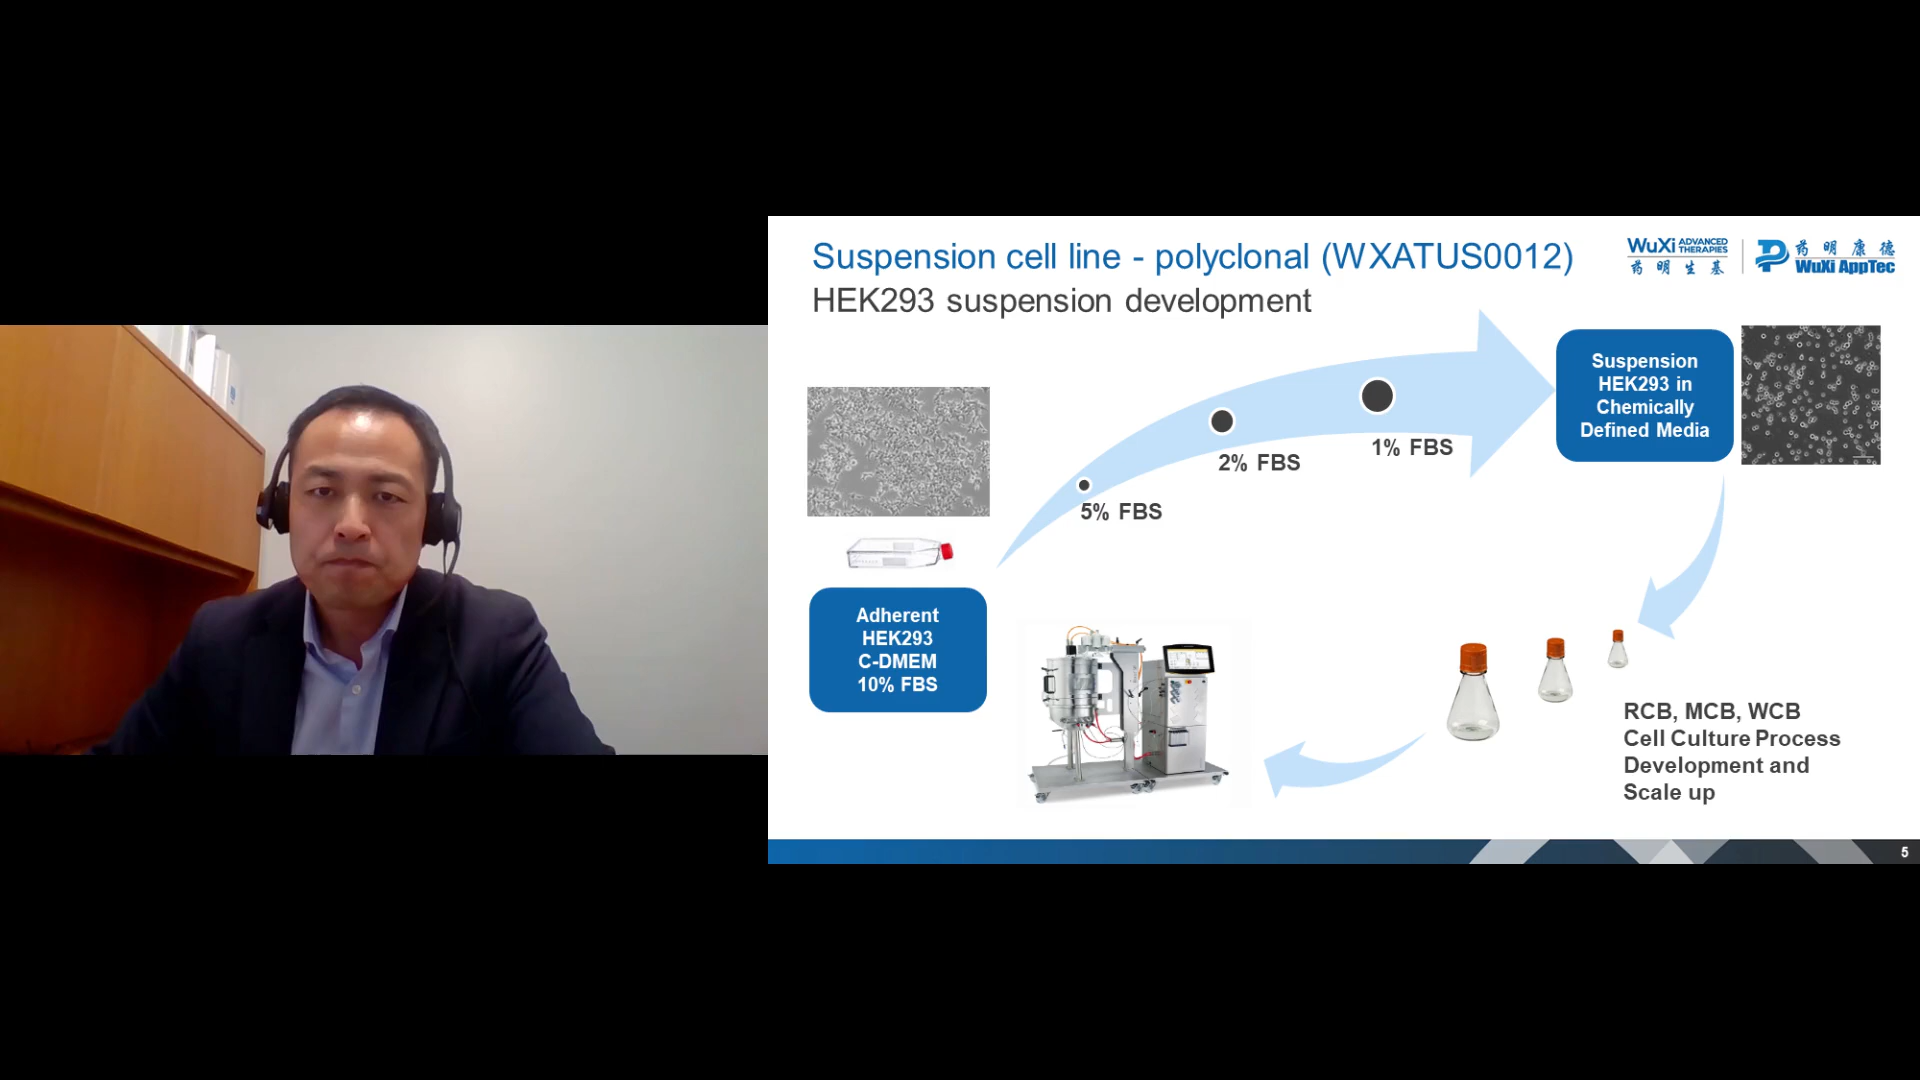 Suspension cell line - polyclonal (WXATUS0012)
HEK293 suspension development
WuXi ADVANCED THERAPIES
药明生基
药明康德
WuXi AppTec
Suspension
HEK293 in
Chemically
Defined Media
1% FBS
2% FBS
5% FBS
Adherent
HEK293
C-DMEM
10% FBS
RCB, MCB, WCB
Cell Culture Process
Development and
Scale up
5